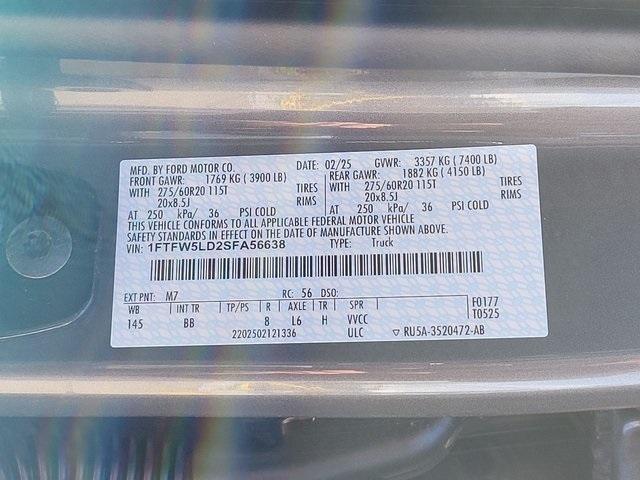 MFD. BY FORD MOTOR CO. DATE: 02/25 GVWR: 3357 KG ( 7400 LB)
FRONT GAWR: 1769 KG ( 3900 LB) REAR GAWR: 1882 KG ( 4150 LB)
WITH 275/60R20 115T TIRES WITH 275/60R20 115T TIRES
20x8.5J RIMS 20x8.5J RIMS
AT 250 kPa/ 36 PSI COLD AT 250 kPa/ 36 PSI COLD
THIS VEHICLE CONFORMS TO ALL APPLICABLE FEDERAL MOTOR VEHICLE
SAFETY STANDARDS IN EFFECT ON THE DATE OF MANUFACTURE SHOWN ABOVE.
VIN: 1FTFW5LD2SFA56638 TYPE: Truck
EXT PNT: M7 RC: 56 DSO:
WB INT TR TP/PS R AXLE TR SPR F0177
145 BB 8 L6 H VVCC T0525
2202502121336 ULC ▽ RU5A-3520472-AB